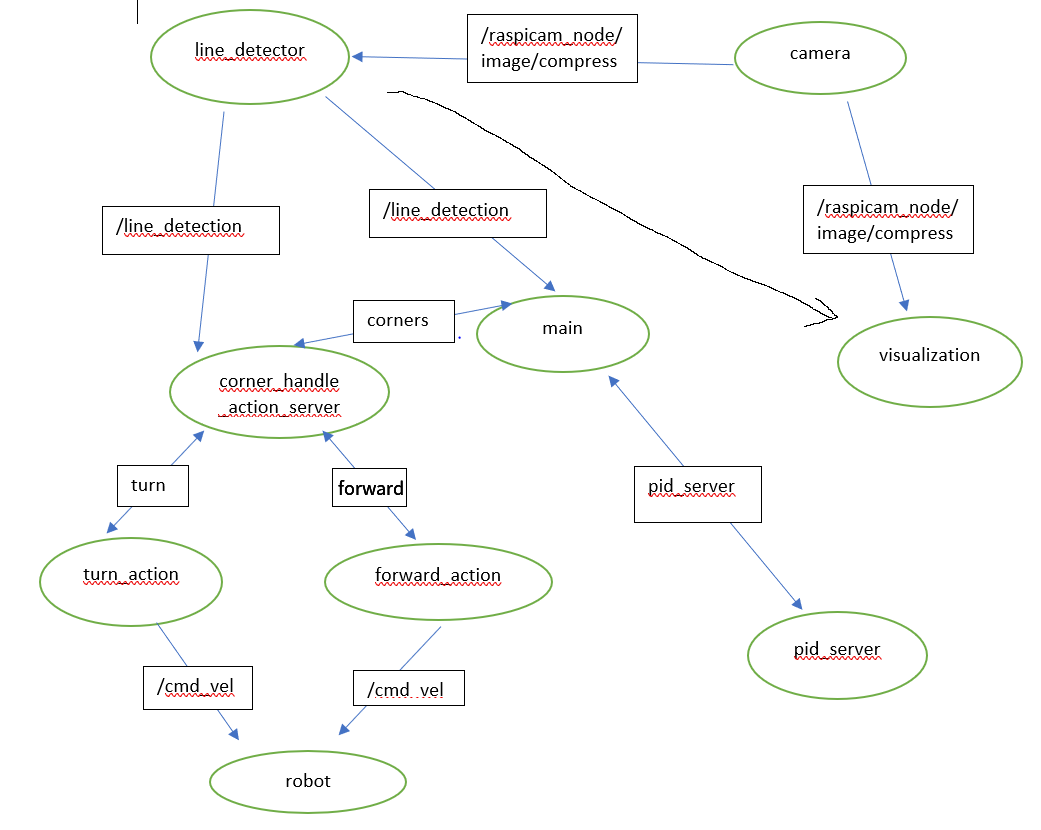 line_detector
/raspicam_node/
image/compress
camera
/line_detection
/line_detection
/raspicam_node/
image/compress
corners
main
visualization
corner_handle
_action_server
turn
forward
pid_server
turn_action
forward_action
pid_server
/cmd_vel
/cmd_vel
robot